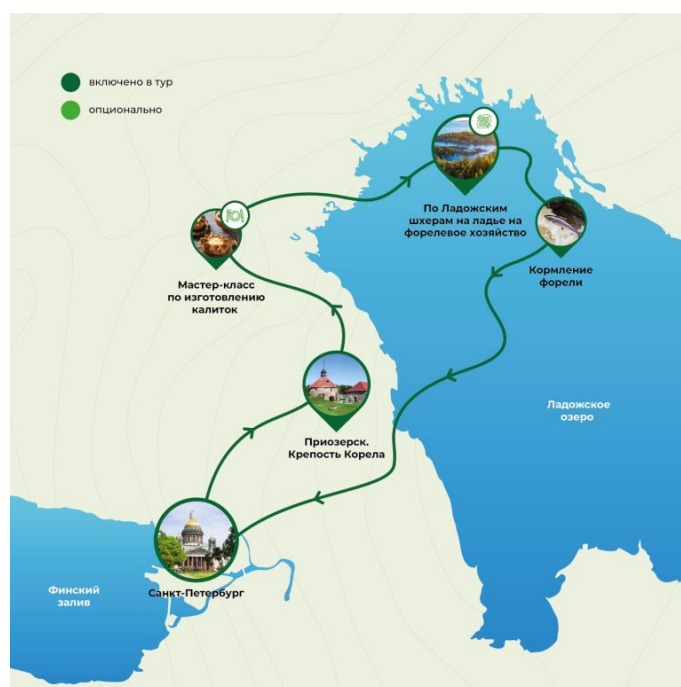 включено в тур
опционально
По Ладожским
шхерам на ладье на
форелевое хозяйство
Кормление
форели
Мастер-класс
по изготовлению
калиток
Ладожское
озеро
Приозерск.
Крепость Корела
Финский
залив
Санкт-Петербург